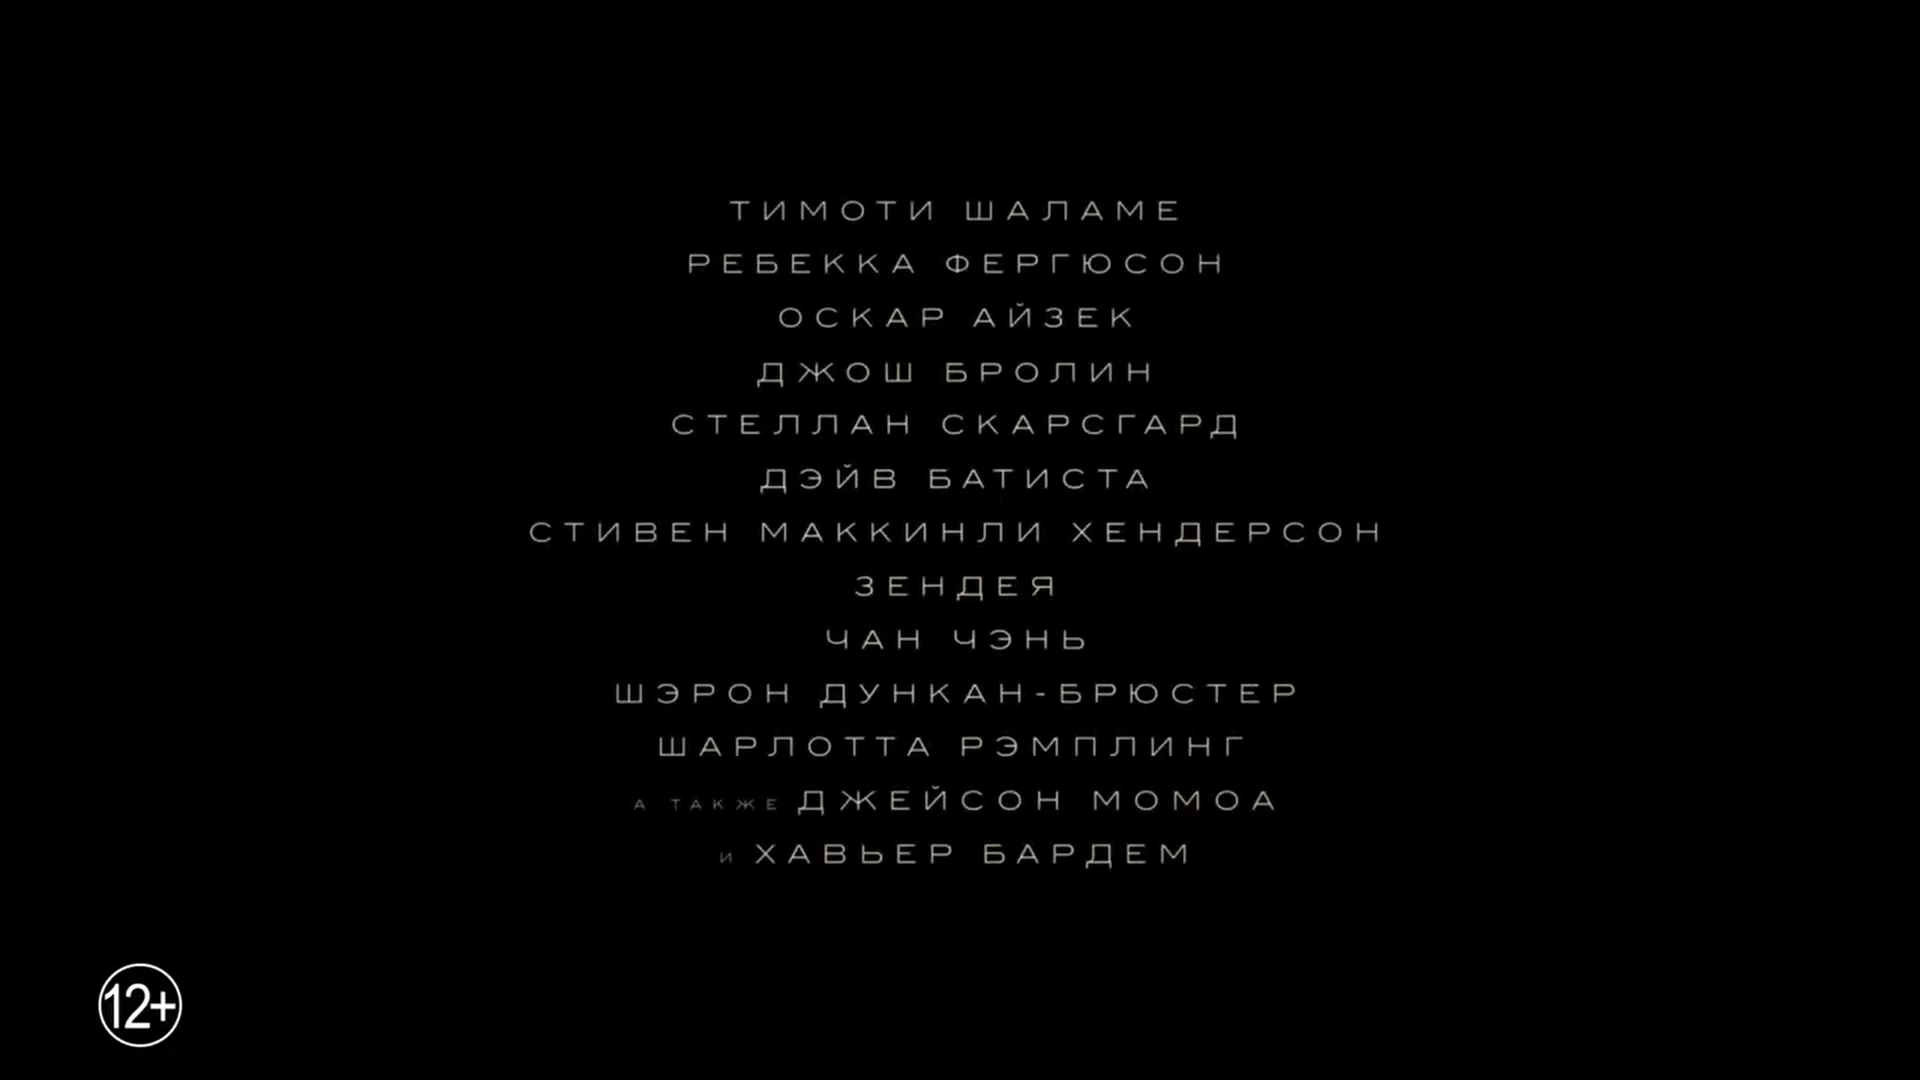 ТИМОТИ ШАЛАМЕ
РЕБЕККА ФЕРГЮСОН
ОСКАР АЙЗЕК
ДЖОШ БРОЛИН
СТЕЛЛАН СКАРСГАРД
ДЭЙВ БАТИСТА
СТИВЕН МАККИНЛИ ХЕНДЕРСОН
ЗЕНДЕЯ
ЧАН ЧЭНЬ
ШЭРОН ДУНКАН-БРЮСТЕР
ШАРЛОТТА РЭМПЛИНГ
А ТАКЖЕ ДЖЕЙСОН МОМОА
И ХАВЬЕР БАРДЕМ
12+